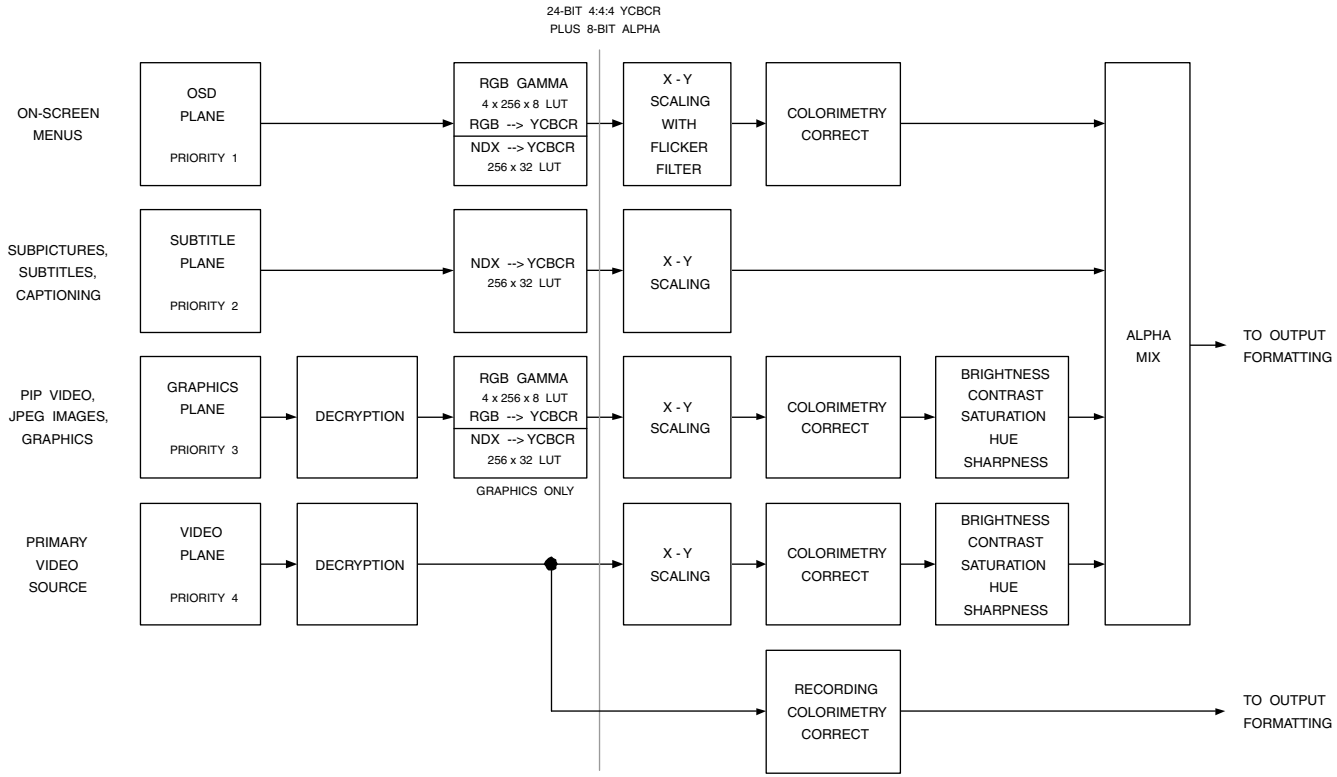 24-BIT 4:4:4 YCBCR
PLUS 8-BIT ALPHA
ON-SCREEN
MENUS
OSD
PLANE
PRIORITY 1
RGB GAMMA
4 x 256 x 8 LUT
RGB --> YCBCR
NDX --> YCBCR
256 x 32 LUT
X - Y
SCALING
WITH
FLICKER
FILTER
COLORIMETRY
CORRECT
SUBPICTURES,
SUBTITLES,
CAPTIONING
SUBTITLE
PLANE
PRIORITY 2
NDX --> YCBCR
256 x 32 LUT
X - Y
SCALING
ALPHA
MIX
TO OUTPUT
FORMATTING
PIP VIDEO,
JPEG IMAGES,
GRAPHICS
GRAPHICS
PLANE
PRIORITY 3
DECRYPTION
RGB GAMMA
4 x 256 x 8 LUT
RGB --> YCBCR
NDX --> YCBCR
256 x 32 LUT
GRAPHICS ONLY
X - Y
SCALING
COLORIMETRY
CORRECT
BRIGHTNESS
CONTRAST
SATURATION
HUE
SHARPNESS
PRIMARY
VIDEO
SOURCE
VIDEO
PLANE
PRIORITY 4
DECRYPTION
X - Y
SCALING
COLORIMETRY
CORRECT
BRIGHTNESS
CONTRAST
SATURATION
HUE
SHARPNESS
RECORDING
COLORIMETRY
CORRECT
TO OUTPUT
FORMATTING